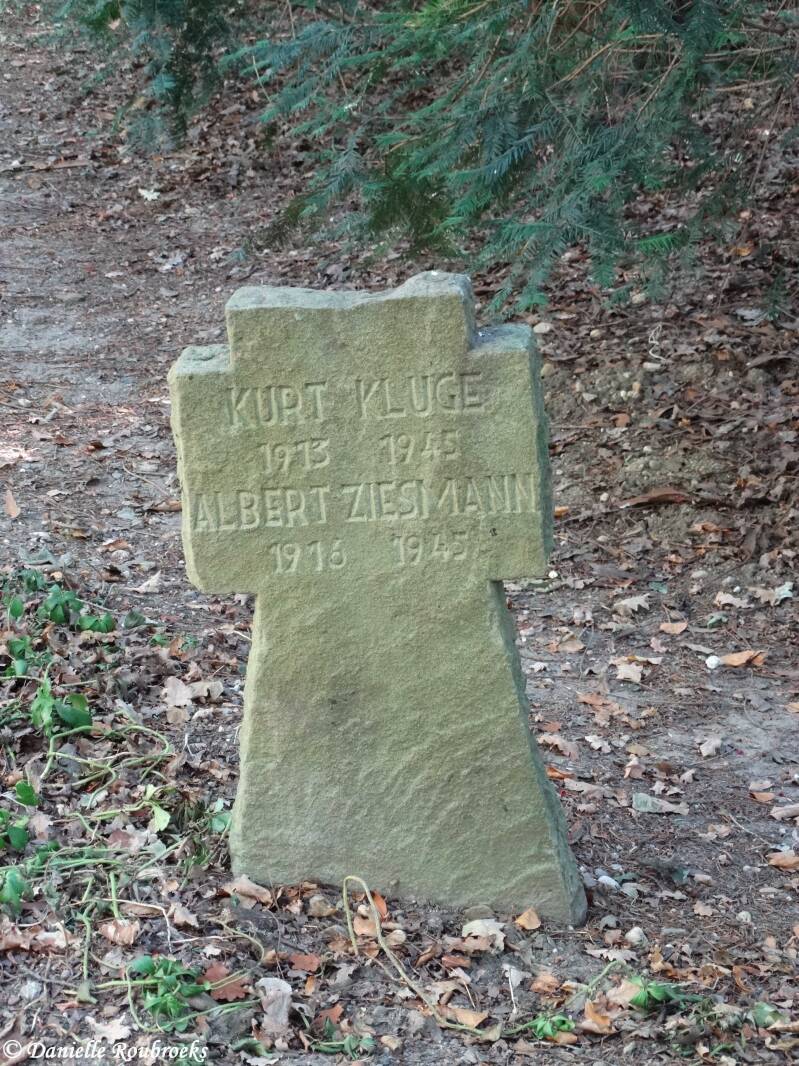 KURT KLUGE
1913 1945
ALBERT ZIESMANN
1916 1945
© Danielle Roubroeks